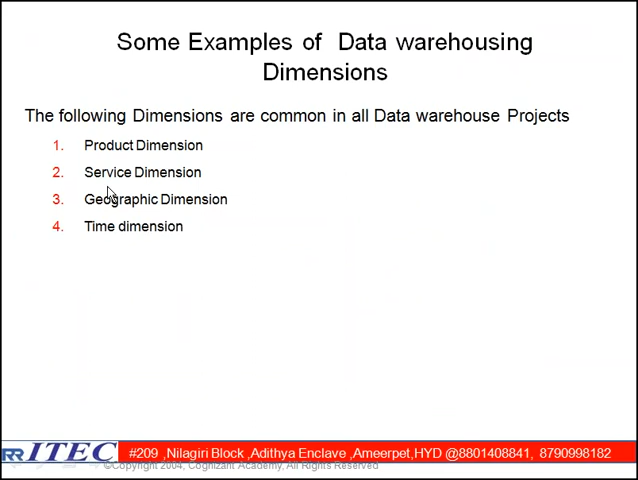 Some Examples of Data warehousing
Dimensions
The following Dimensions are common in all Data warehouse Projects
1. Product Dimension
2. Service Dimension
3. Geographic Dimension
4. Time dimension
RR ITEC #209 ,Nilagiri Block ,Adithya Enclave ,Ameerpet,HYD @8801408841, 8790998182
©Copyright 2004, Cognizant Academy, All Rights Reserved